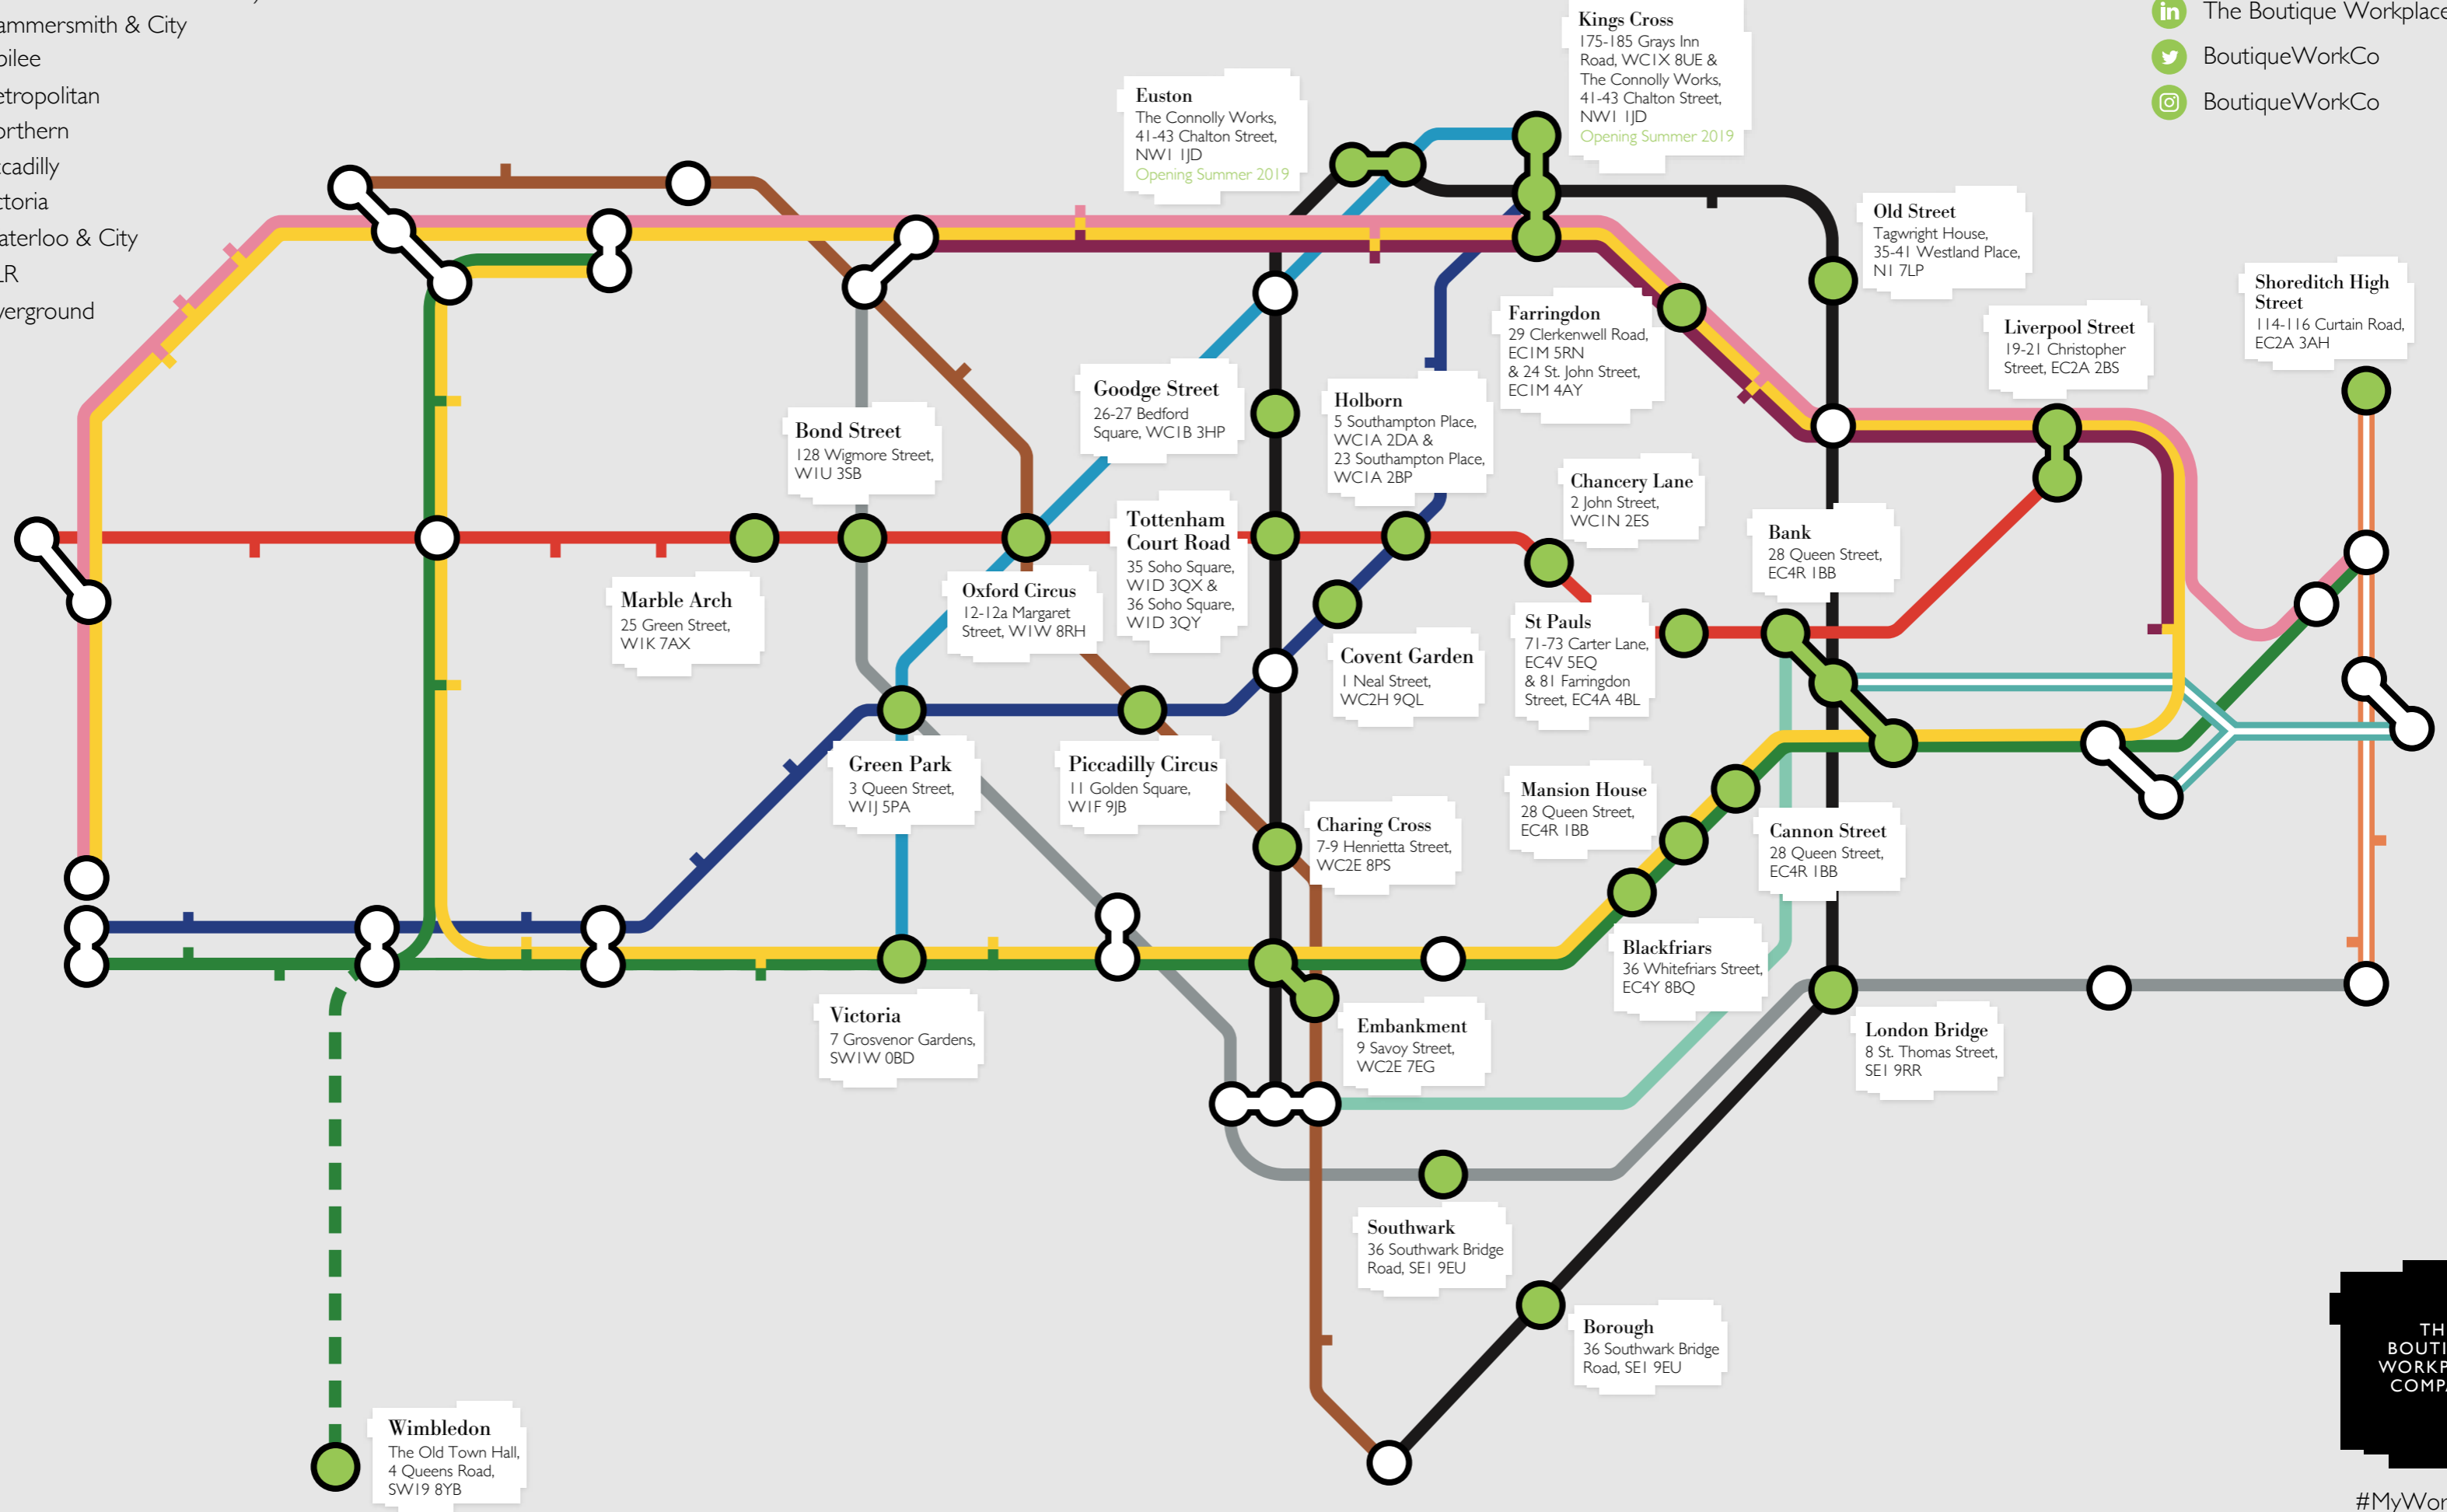 ammersmith & City
bilee
etropolitan
orthern
ccadilly
ctoria
aterloo & City
LR
verground
The Boutique Workplace
BoutiqueWorkCo
BoutiqueWorkCo
Kings Cross
175-185 Grays Inn
Road, WC1X 8UE &
The Connolly Works,
41-43 Chalton Street,
NW1 1JD
Opening Summer 2019
Euston
The Connolly Works,
41-43 Chalton Street,
NW1 1JD
Opening Summer 2019
Old Street
Tagwright House,
35-41 Westland Place,
N1 7LP
Shoreditch High
Street
114-116 Curtain Road,
EC2A 3AH
Liverpool Street
19-21 Christopher
Street, EC2A 2BS
Farringdon
29 Clerkenwell Road,
EC1M 5RN
& 24 St. John Street,
EC1M 4AY
Goodge Street
26-27 Bedford
Square, WC1B 3HP
Holborn
5 Southampton Place,
WC1A 2DA &
23 Southampton Place,
WC1A 2BP
Bond Street
128 Wigmore Street,
W1U 3SB
Chancery Lane
2 John Street,
WC1N 2ES
Tottenham
Court Road
35 Soho Square,
W1D 3QX &
36 Soho Square,
W1D 3QY
Bank
28 Queen Street,
EC4R 1BB
Marble Arch
25 Green Street,
W1K 7AX
Oxford Circus
12-12a Margaret
Street, W1W 8RH
St Pauls
71-73 Carter Lane,
EC4V 5EQ
& 81 Farringdon
Street, EC4A 4BL
Covent Garden
1 Neal Street,
WC2H 9QL
Green Park
3 Queen Street,
W1J 5PA
Piccadilly Circus
11 Golden Square,
W1F 9JB
Mansion House
28 Queen Street,
EC4R 1BB
Charing Cross
7-9 Henrietta Street,
WC2E 8PS
Cannon Street
28 Queen Street,
EC4R 1BB
Blackfriars
36 Whitefriars Street,
EC4Y 8BQ
Victoria
7 Grosvenor Gardens,
SW1W 0BD
Embankment
9 Savoy Street,
WC2E 7EG
London Bridge
8 St. Thomas Street,
SE1 9RR
Southwark
36 Southwark Bridge
Road, SE1 9EU
Borough
36 Southwark Bridge
Road, SE1 9EU
Wimbledon
The Old Town Hall,
4 Queens Road,
SW19 8YB
TH
BOUTI
WORKP
COMPA
#MyWor